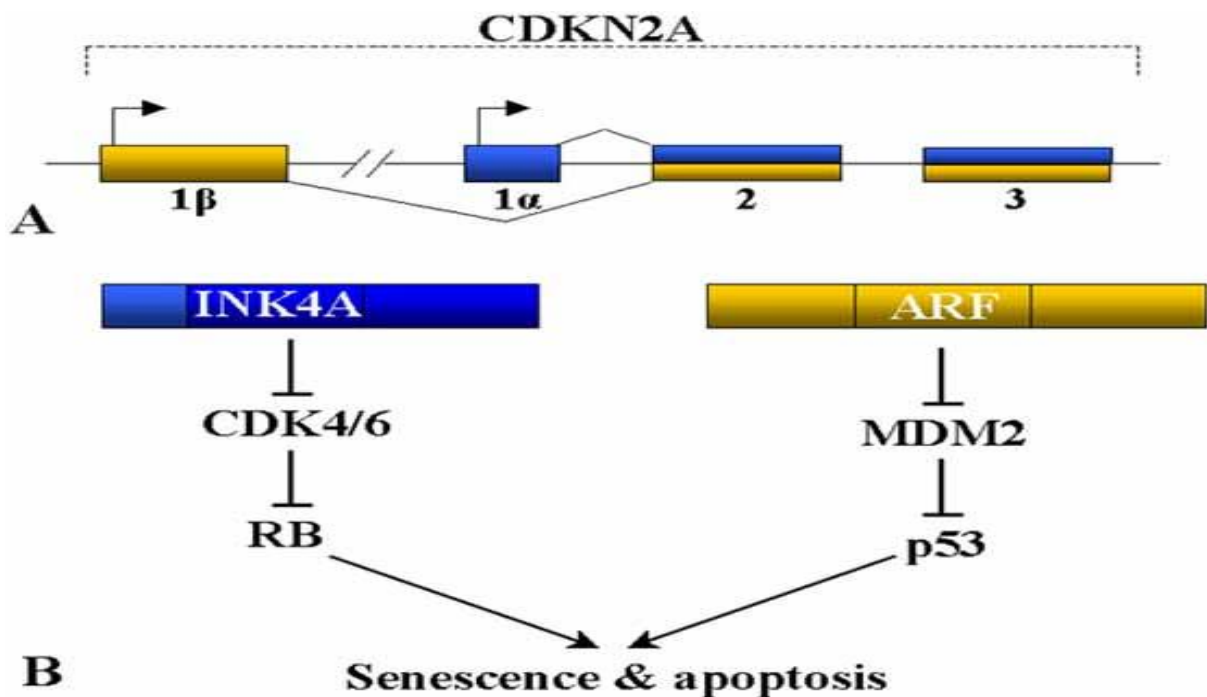 CDKN2A
1β 1α 2 3
A
INK4A ARF
CDK4/6 MDM2
RB p53
B
Senescence & apoptosis